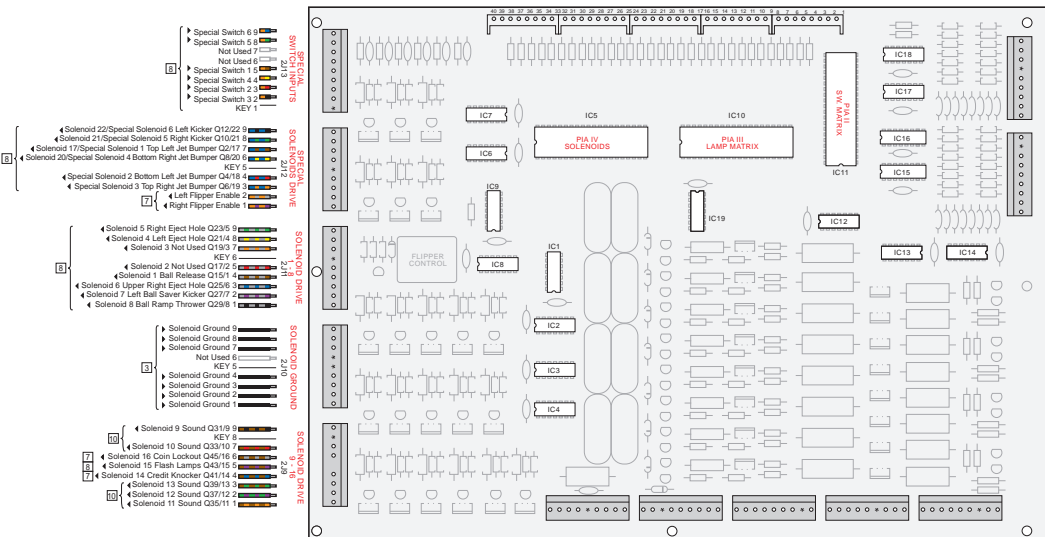 40 39 38 37 36 35 34 33 32 31 30 29 28 27 26 25 24 23 22 21 20 19 18 17 16 15 14 13 12 11 10 9 8 7 6 5 4 3 2 1
Special Switch 6 9
Special Switch 5 8
Not Used 7
Not Used 6
Special Switch 1 5
Special Switch 4 4
Special Switch 2 3
Special Switch 3 2
KEY 1
8
SPECIAL
SWITCH INPUTS
2J13
Solenoid 22/Special Solenoid 6 Left Kicker Q12/22 9
Solenoid 21/Special Solenoid 5 Right Kicker Q10/21 8
Solenoid 17/Special Solenoid 1 Top Left Jet Bumper Q2/17 7
Solenoid 20/Special Solenoid 4 Bottom Right Jet Bumper Q8/20 6
KEY 5
Special Solenoid 2 Bottom Left Jet Bumper Q4/18 4
Special Solenoid 3 Top Right Jet Bumper Q6/19 3
Left Flipper Enable 2
Right Flipper Enable 1
8
7
SPECIAL
SOLENOIDS DRIVE
2J12
Solenoid 5 Right Eject Hole Q23/5 9
Solenoid 4 Left Eject Hole Q21/4 8
Solenoid 3 Not Used Q19/3 7
KEY 6
Solenoid 2 Not Used Q17/2 5
Solenoid 1 Ball Release Q15/1 4
Solenoid 6 Upper Right Eject Hole Q25/6 3
Solenoid 7 Left Ball Saver Kicker Q27/7 2
Solenoid 8 Ball Ramp Thrower Q29/8 1
8
SOLENOID DRIVE
1 - 8
2J11
Solenoid Ground 9
Solenoid Ground 8
Solenoid Ground 7
Not Used 6
KEY 5
Solenoid Ground 4
Solenoid Ground 3
Solenoid Ground 2
Solenoid Ground 1
3
SOLENOID GROUND
2J10
Solenoid 9 Sound Q31/9 9
KEY 8
Solenoid 10 Sound Q33/10 7
Solenoid 16 Coin Lockout Q45/16 6
Solenoid 15 Flash Lamps Q43/15 5
Solenoid 14 Credit Knocker Q41/14 4
Solenoid 13 Sound Q39/13 3
Solenoid 12 Sound Q37/12 2
Solenoid 11 Sound Q35/11 1
10
7
8
7
10
SOLENOID DRIVE
9 - 16
2J9
IC7
IC6
IC5
PIA IV
SOLENOIDS
IC10
PIA III
LAMP MATRIX
PIA II
SW. MATRIX
IC11
IC18
IC17
IC16
IC15
IC9
IC19
IC12
IC13
IC14
FLIPPER
CONTROL
IC8
IC1
IC2
IC3
IC4